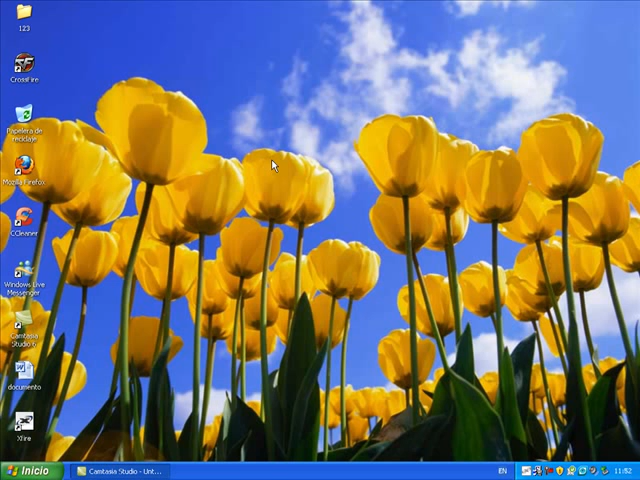 123
CrossFire
Papelera de
reciclaje
Mozilla Firefox
CCleaner
Windows Live
Messenger
Camtasia
Studio 6
documento
Xfire
Inicio
Camtasia Studio - Unt...
EN
11:52